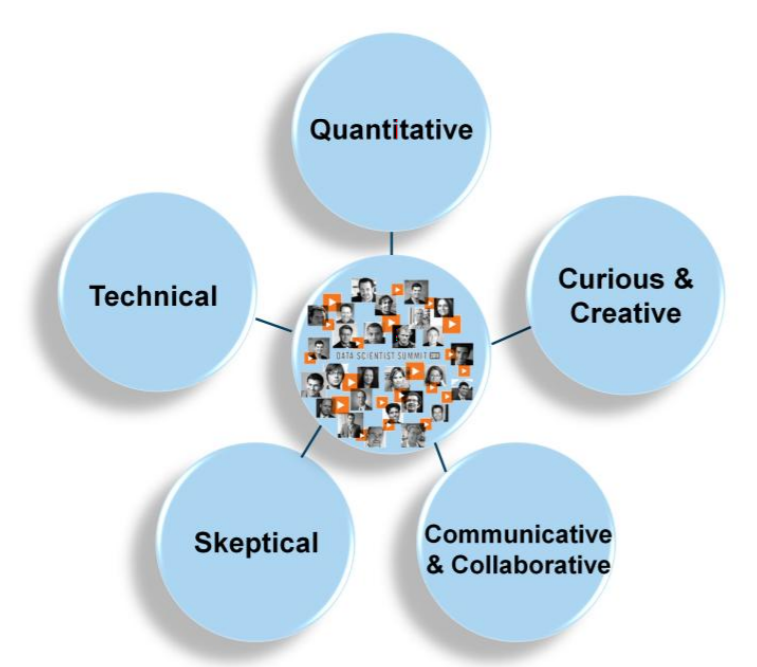 Quantitative
Technical
Curious &
Creative
DATA SCIENTIST SUMMIT
Skeptical
Communicative
& Collaborative